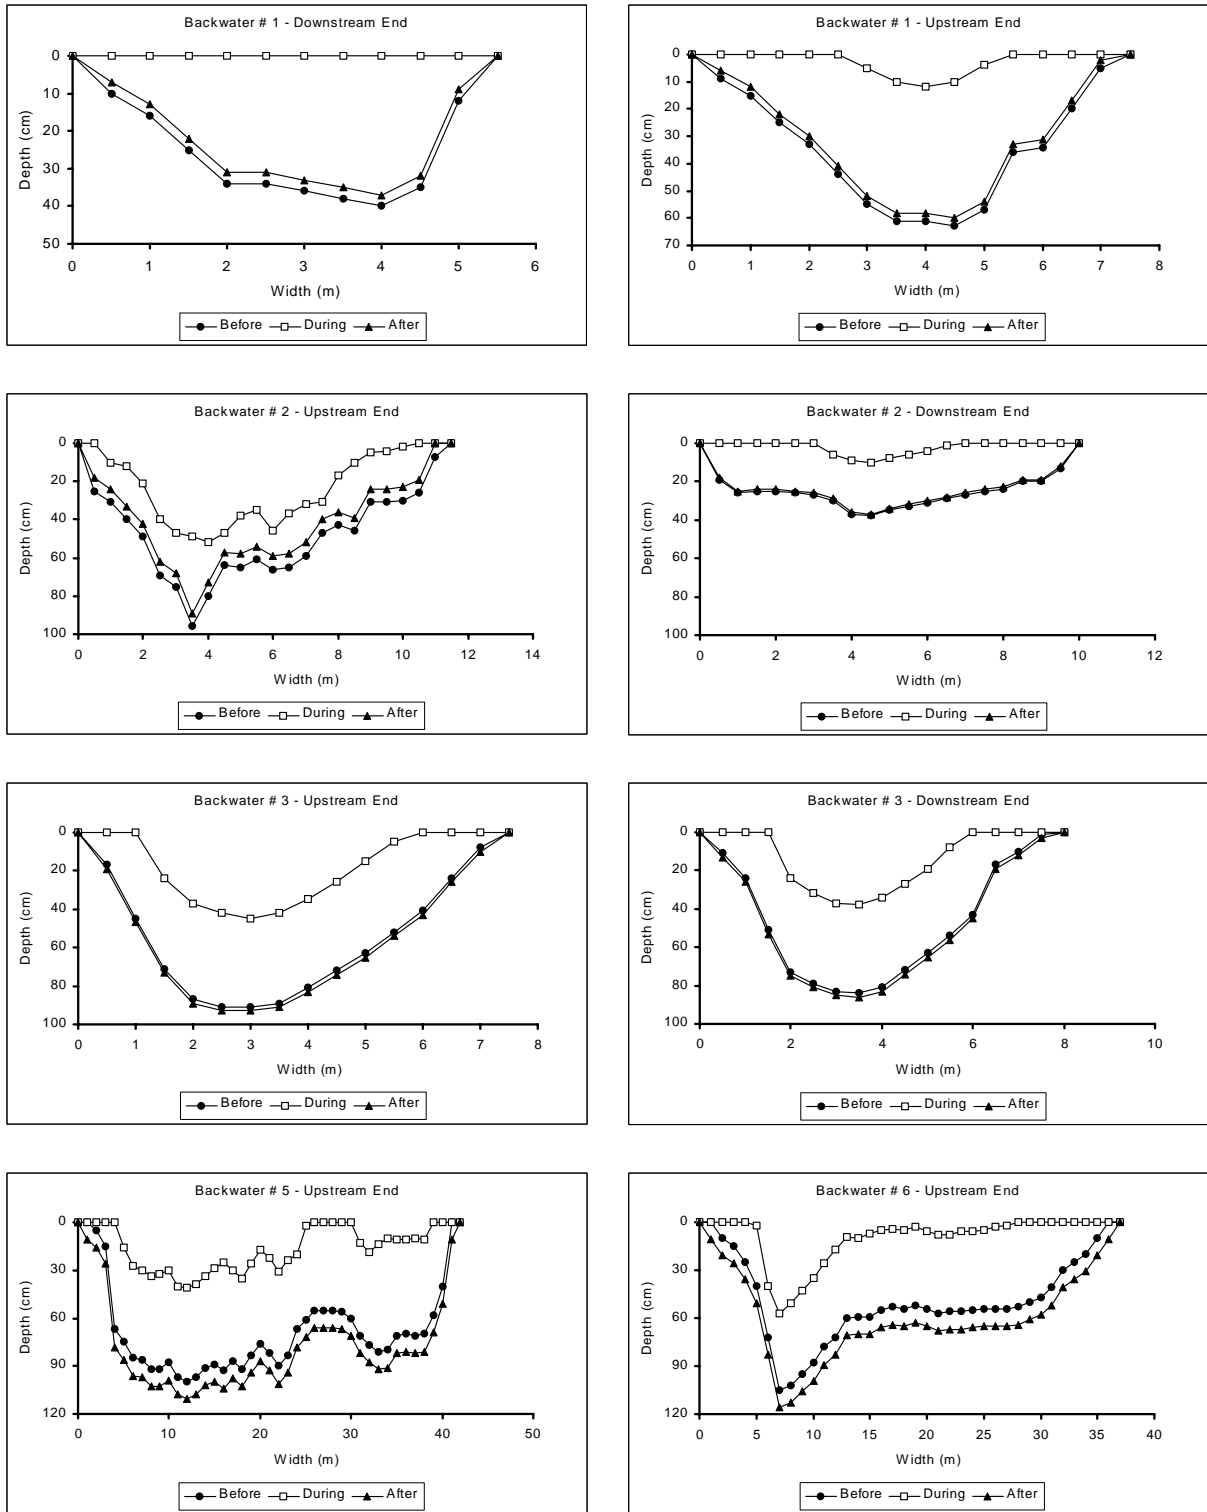 Backwater # 1 - Downstream End
0
10
20
30
40
50
0 1 2 3 4 5 6
Width (m)
Depth (cm)
Before During After
Backwater # 1 - Upstream End
0
10
20
30
40
50
60
70
0 1 2 3 4 5 6 7 8
Width (m)
Depth (cm)
Before During After
Backwater # 2 - Upstream End
0
20
40
60
80
100
0 2 4 6 8 10 12 14
Width (m)
Depth (cm)
Before During After
Backwater # 2 - Downstream End
0
20
40
60
80
100
0 2 4 6 8 10 12
Width (m)
Depth (cm)
Before During After
Backwater # 3 - Upstream End
0
20
40
60
80
100
0 1 2 3 4 5 6 7 8
Width (m)
Depth (cm)
Before During After
Backwater # 3 - Downstream End
0
20
40
60
80
100
0 2 4 6 8 10
Width (m)
Depth (cm)
Before During After
Backwater # 5 - Upstream End
0
30
60
90
120
0 10 20 30 40 50
Width (m)
Depth (cm)
Before During After
Backwater # 6 - Upstream End
0
30
60
90
120
0 5 10 15 20 25 30 35 40
Width (m)
Depth (cm)
Before During After